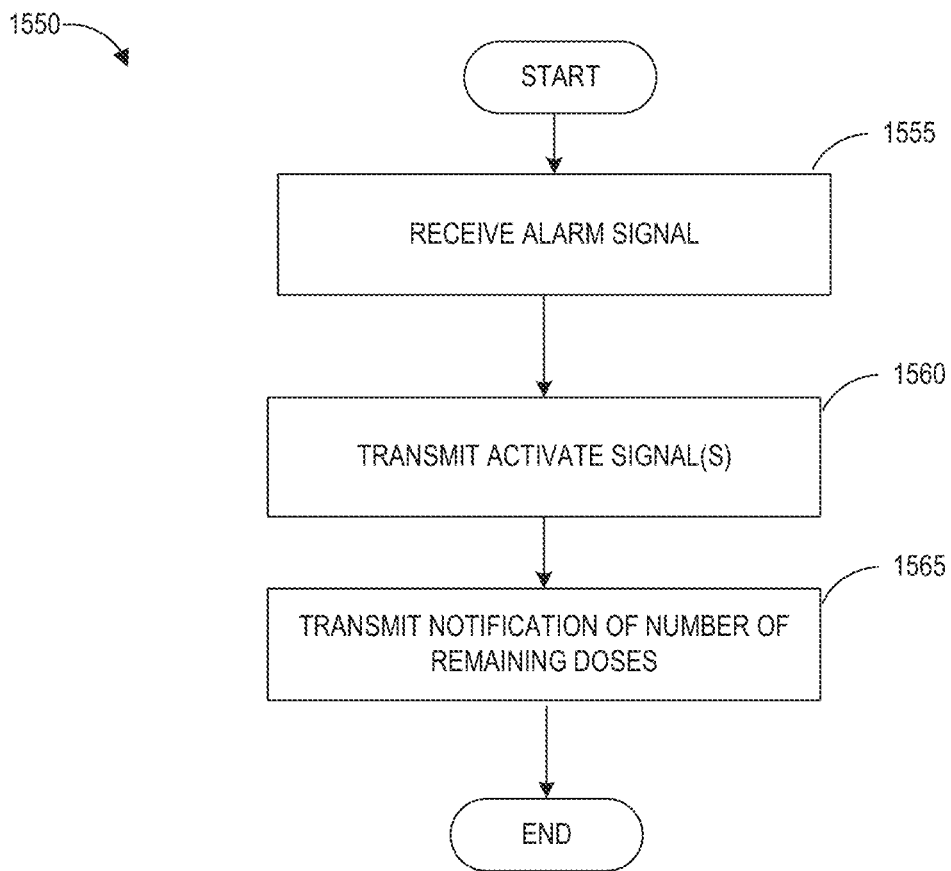 1550
START
1555
RECEIVE ALARM SIGNAL
1560
TRANSMIT ACTIVATE SIGNAL(S)
1565
TRANSMIT NOTIFICATION OF NUMBER OF
REMAINING DOSES
END